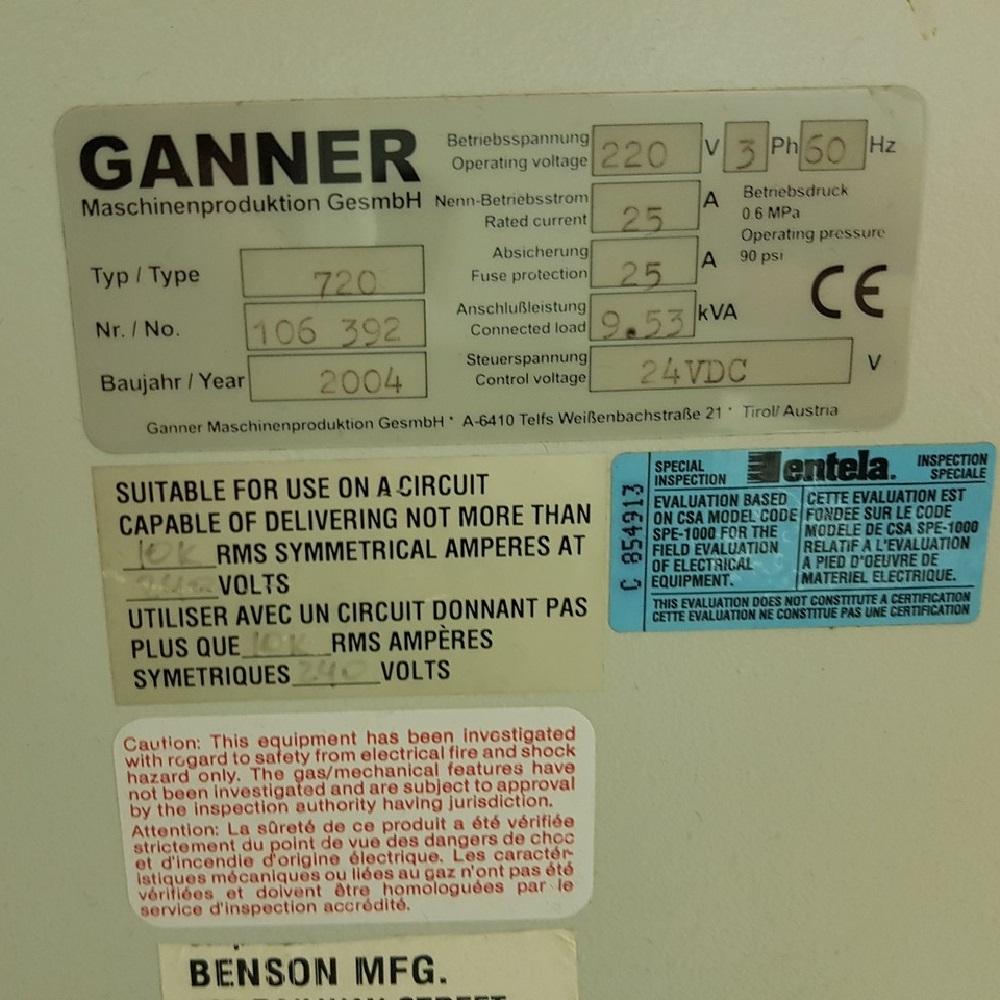 GANNER
Maschinenproduktion GesmbH
Betriebsspannung
Operating voltage 220 V 3 Ph 60 Hz
Nenn-Betriebsstrom
Rated current 25 A
Betriebsdruck
0.6 MPa
Operating pressure
90 psi
Absicherung
Fuse protection 25 A
Typ / Type 720
Anschlußleistung
Connected load 9.53 kVA
CE
Nr. / No. 106 392
Steuerspannung
Control voltage 24VDC V
Baujahr / Year 2004
Ganner Maschinenproduktion GesmbH * A-6410 Telfs Weißenbachstraße 21 * Tirol/ Austria
SUITABLE FOR USE ON A CIRCUIT
CAPABLE OF DELIVERING NOT MORE THAN
10K RMS SYMMETRICAL AMPERES AT
VOLTS
UTILISER AVEC UN CIRCUIT DONNANT PAS
PLUS QUE 10K RMS AMPÈRES
SYMETRIQUES 240 VOLTS
C 854913
SPECIAL
INSPECTION
entela.
INSPECTION
SPECIALE
EVALUATION BASED
ON CSA MODEL CODE
SPE-1000 FOR THE
FIELD EVALUATION
OF ELECTRICAL
EQUIPMENT.
CETTE EVALUATION EST
FONDEE SUR LE CODE
MODELE DE CSA SPE-1000
RELATIF A L'EVALUATION
A PIED D'OEUVRE DE
MATERIEL ELECTRIQUE.
THIS EVALUATION DOES NOT CONSTITUTE A CERTIFICATION
CETTE EVALUATION NE CONSTITUE PAS UNE CERTIFICATION
Caution: This equipment has been investigated
with regard to safety from electrical fire and shock
hazard only. The gas/mechanical features have
not been investigated and are subject to approval
by the inspection authority having jurisdiction.
Attention: La sûreté de ce produit a été vérifiée
strictement du point de vue des dangers de choc
et d'incendie d'origine électrique. Les caractér-
istiques mécaniques ou liées au gaz n'ont pas été
vérifiées et doivent être homologuées par le
service d'inspection accrédité.
BENSON MFG.